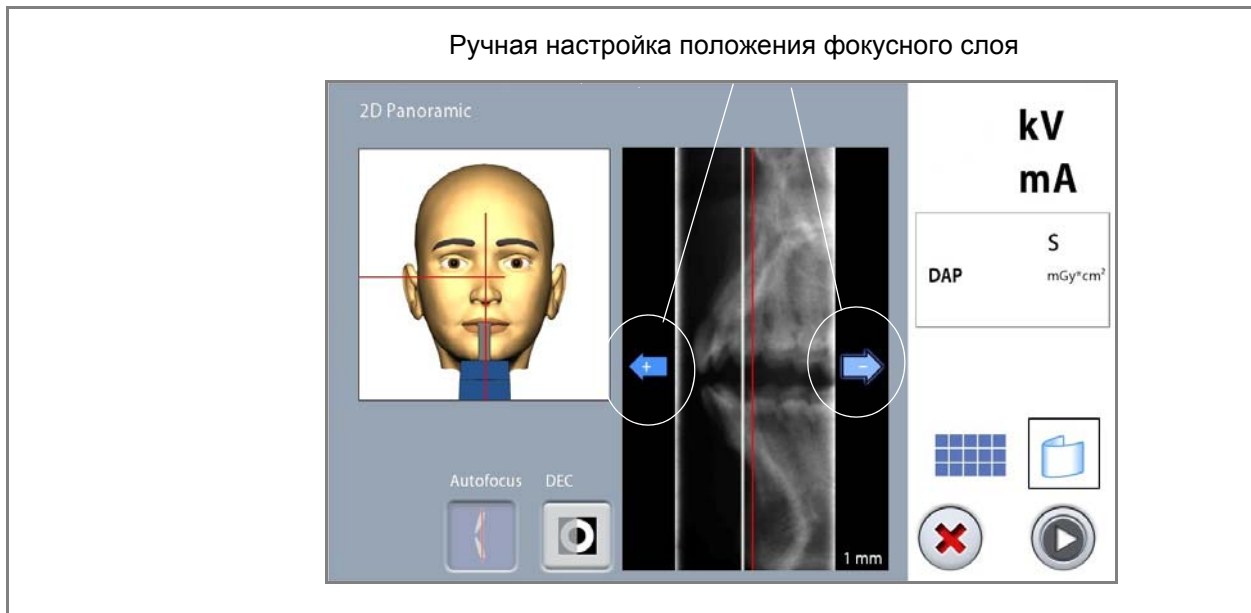 Ручная настройка положения фокусного слоя
2D Panoramic
kV
mA
S
DAP mGy*cm²
+
-
Autofocus DEC
1 mm